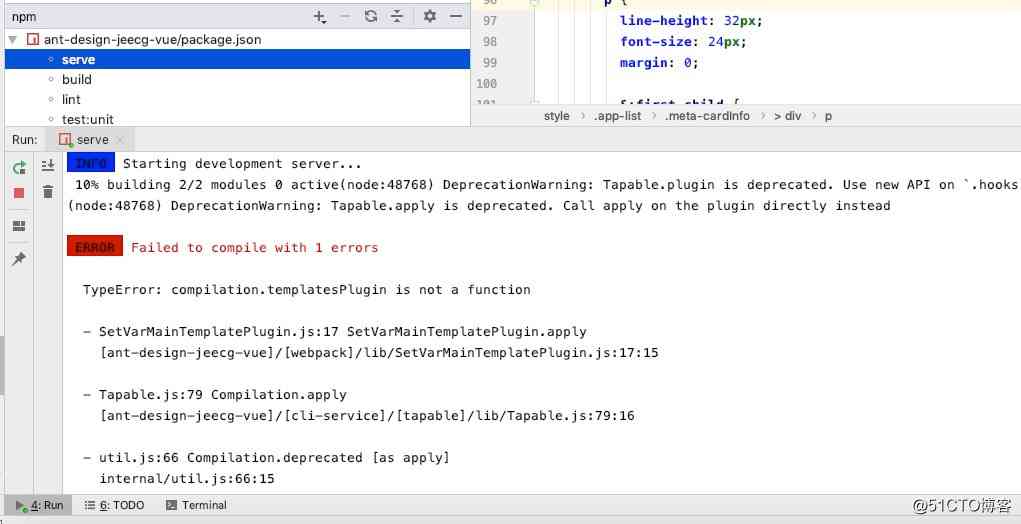 npm
ant-design-jeecg-vue/package.json
serve
build
lint
test:unit
96 p {
97 line-height: 32px;
98 font-size: 24px;
99 margin: 0;
100
101 &:first-child {
style > .app-list > .meta-cardInfo > > div > p
Run: serve
INFO Starting development server...
10% building 2/2 modules 0 active(node:48768) DeprecationWarning: Tapable.plugin is deprecated. Use new API on `.hooks
(node:48768) DeprecationWarning: Tapable.apply is deprecated. Call apply on the plugin directly instead
ERROR Failed to compile with 1 errors
TypeError: compilation.templatesPlugin is not a function
- SetVarMainTemplatePlugin.js:17 SetVarMainTemplatePlugin.apply
[ant-design-jeecg-vue]/[webpack]/lib/SetVarMainTemplatePlugin.js:17:15
- Tapable.js:79 Compilation.apply
[ant-design-jeecg-vue]/[cli-service]/[tapable]/lib/Tapable.js:79:16
- util.js:66 Compilation.deprecated [as apply]
internal/util.js:66:15
4: Run 6: TODO Terminal
@51CTO博客